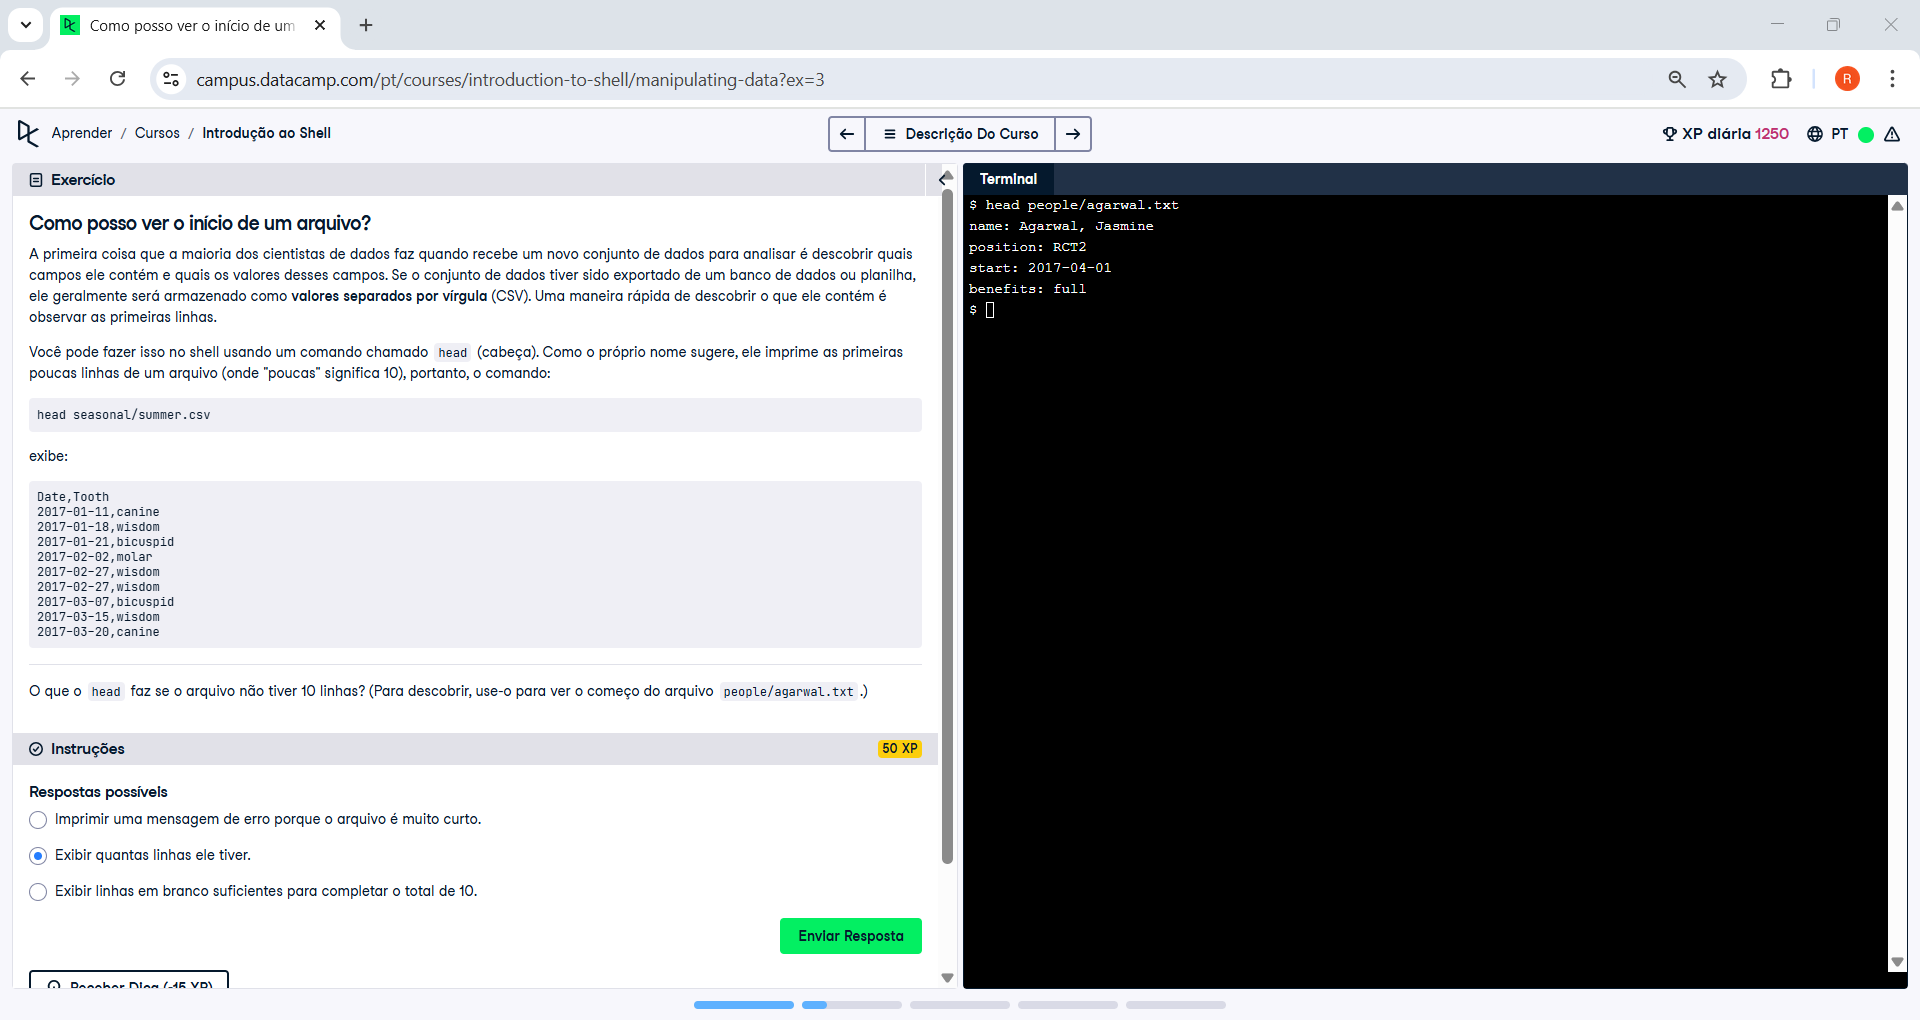 Como posso ver o início de um
campus.datacamp.com/pt/courses/introduction-to-shell/manipulating-data?ex=3
R
Aprender / Cursos / Introdução ao Shell
Descrição Do Curso
XP diária 1250
PT
Exercício
Como posso ver o início de um arquivo?
A primeira coisa que a maioria dos cientistas de dados faz quando recebe um novo conjunto de dados para analisar é descobrir quais
campos ele contém e quais os valores desses campos. Se o conjunto de dados tiver sido exportado de um banco de dados ou planilha,
ele geralmente será armazenado como valores separados por vírgula (CSV). Uma maneira rápida de descobrir o que ele contém é
observar as primeiras linhas.
Você pode fazer isso no shell usando um comando chamado head (cabeça). Como o próprio nome sugere, ele imprime as primeiras
poucas linhas de um arquivo (onde "poucas" significa 10), portanto, o comando:
head seasonal/summer.csv
exibe:
Date,Tooth
2017-01-11,canine
2017-01-18,wisdom
2017-01-21,bicuspid
2017-02-02,molar
2017-02-27,wisdom
2017-02-27,wisdom
2017-03-07,bicuspid
2017-03-15,wisdom
2017-03-20,canine
O que o head faz se o arquivo não tiver 10 linhas? (Para descobrir, use-o para ver o começo do arquivo people/agarwal.txt .)
Instruções
50 XP
Respostas possíveis
Imprimir uma mensagem de erro porque o arquivo é muito curto.
Exibir quantas linhas ele tiver.
Exibir linhas em branco suficientes para completar o total de 10.
Enviar Resposta
Receber Dica (-15 XP)
Terminal
$ head people/agarwal.txt
name: Agarwal, Jasmine
position: RCT2
start: 2017-04-01
benefits: full
$